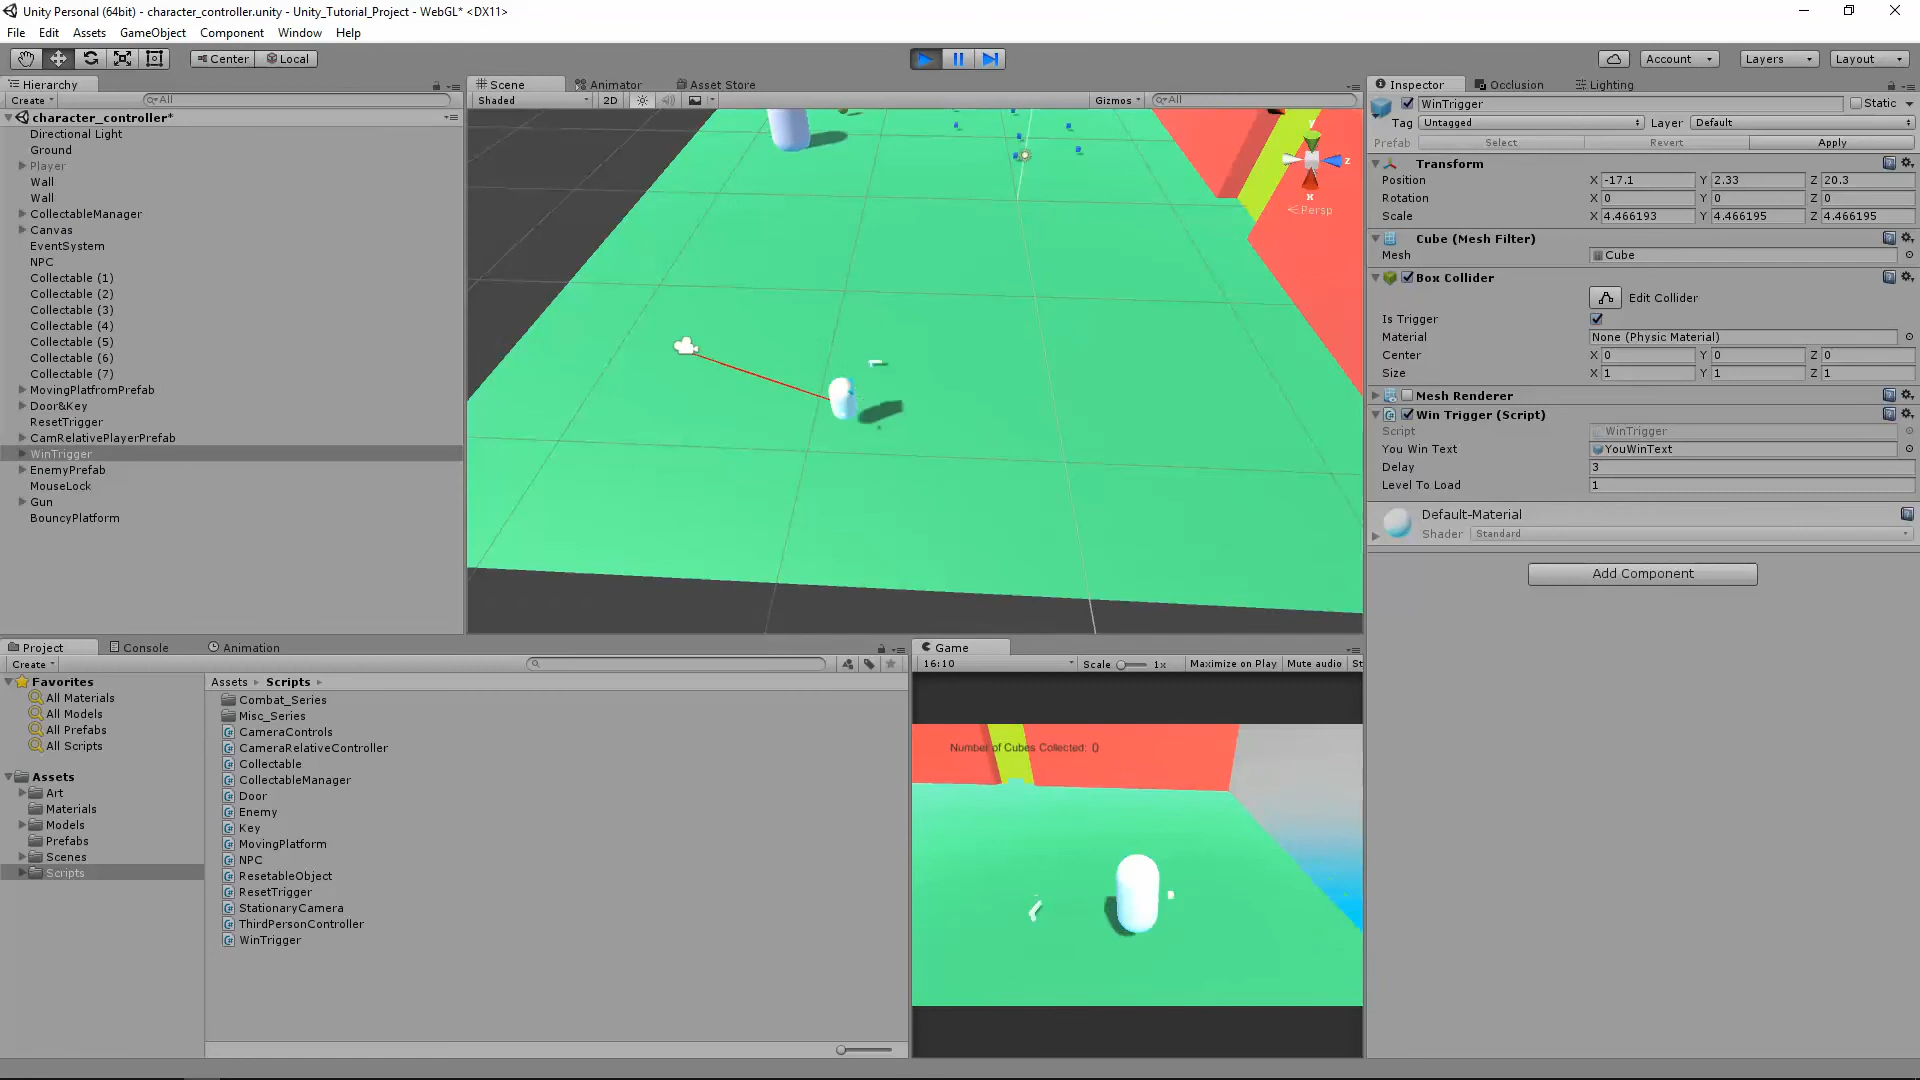 Unity Personal (64bit) - character_controller.unity - Unity_Tutorial_Project - WebGL* <DX11>
File Edit Assets GameObject Component Window Help
Center Local Account Layers Layout
Hierarchy
Create All
character_controller*
Directional Light
Ground
Player
Wall
Wall
CollectableManager
Canvas
EventSystem
NPC
Collectable (1)
Collectable (2)
Collectable (3)
Collectable (4)
Collectable (5)
Collectable (6)
Collectable (7)
MovingPlatfromPrefab
Door&Key
ResetTrigger
CamRelativePlayerPrefab
WinTrigger
EnemyPrefab
MouseLock
Gun
BouncyPlatform
Scene Animator Asset Store
Shaded 2D Gizmos All
y
z
x
Persp
Inspector Occlusion Lighting
WinTrigger Static
Tag Untagged Layer Default
Prefab Select Revert Apply
Transform
Position X -17.1 Y 2.33 Z 20.3
Rotation X 0 Y 0 Z 0
Scale X 4.466193 Y 4.466195 Z 4.466195
Cube (Mesh Filter)
Mesh Cube
Box Collider
Edit Collider
Is Trigger
Material None (Physic Material)
Center X 0 Y 0 Z 0
Size X 1 Y 1 Z 1
Mesh Renderer
Win Trigger (Script)
Script WinTrigger
You Win Text YouWinText
Delay 3
Level To Load 1
Default-Material
Shader Standard
Add Component
Project Console Animation
Create
Favorites
All Materials
All Models
All Prefabs
All Scripts
Assets
Art
Materials
Models
Prefabs
Scenes
Scripts
Assets Scripts
Combat_Series
Misc_Series
CameraControls
CameraRelativeController
Collectable
CollectableManager
Door
Enemy
Key
MovingPlatform
NPC
ResetableObject
ResetTrigger
StationaryCamera
ThirdPersonController
WinTrigger
Game
16:10 Scale 1x Maximize on Play Mute audio St
Number of Cubes Collected: 0